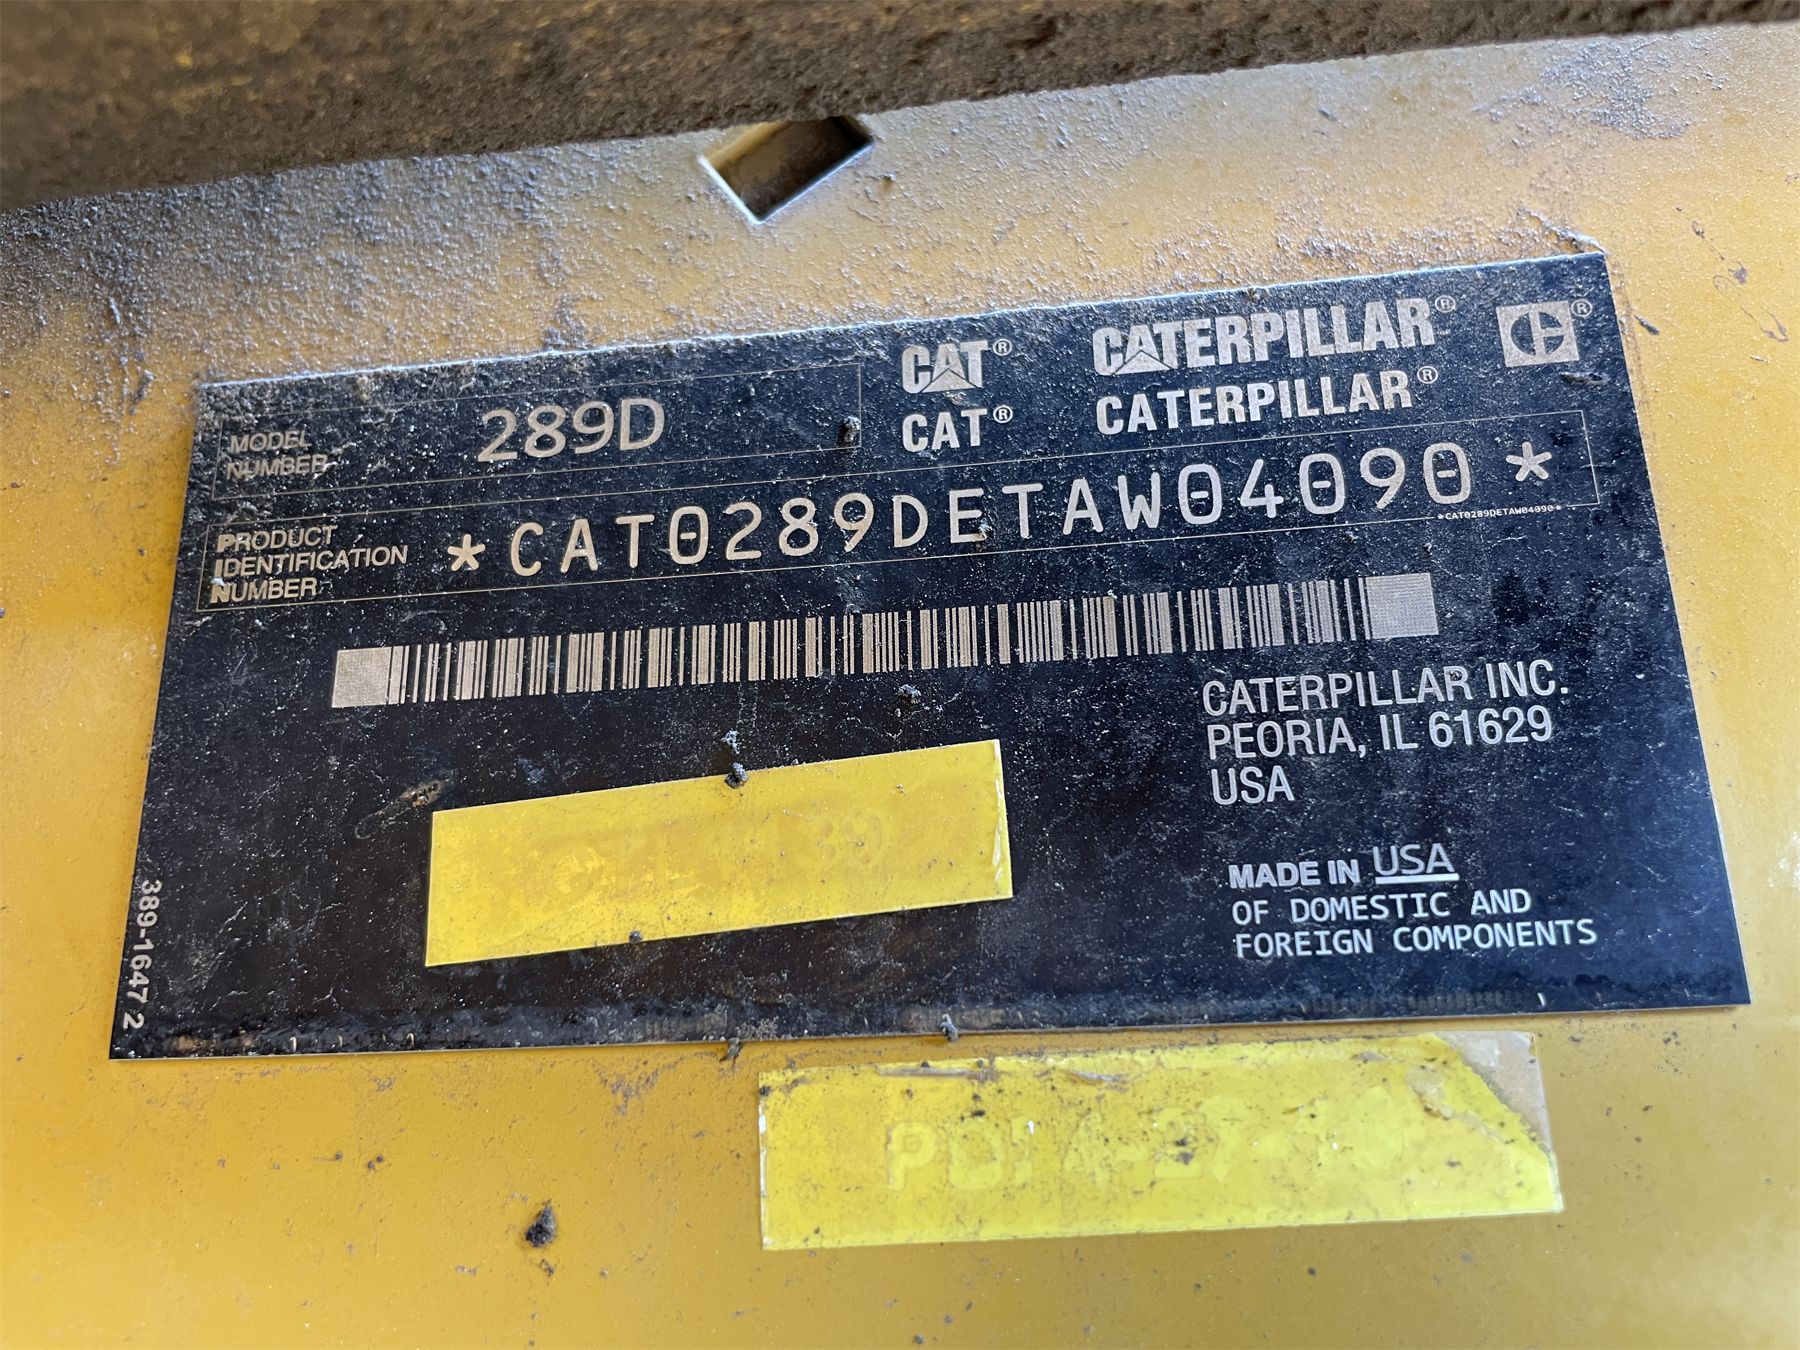 MODEL
NUMBER
289D
CAT® CATERPILLAR® ®
CAT® CATERPILLAR®
PRODUCT
IDENTIFICATION
NUMBER
*CAT0289DETAW04090*
*CAT0289DETAW04090*
CATERPILLAR INC.
PEORIA, IL 61629
USA
MADE IN USA
OF DOMESTIC AND
FOREIGN COMPONENTS
389-1647 2